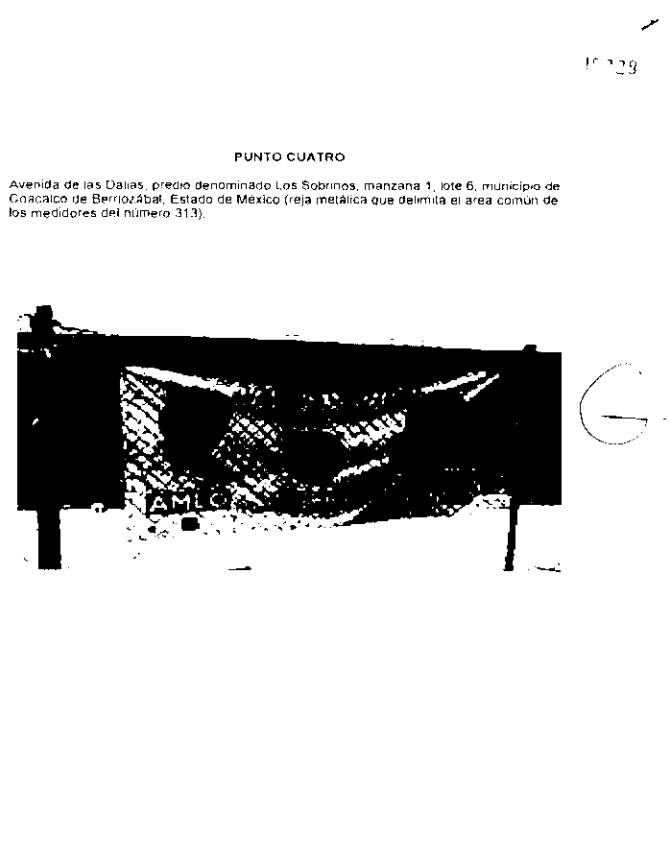 PUNTO CUATRO
Avenida de las Dalias, predio denominado Los Sobrinos, manzana 1, lote 6, municipio de
Coacalco de Berriozábal, Estado de México (reja metálica que delimita el area común de
los medidores del número 313).
AMLO